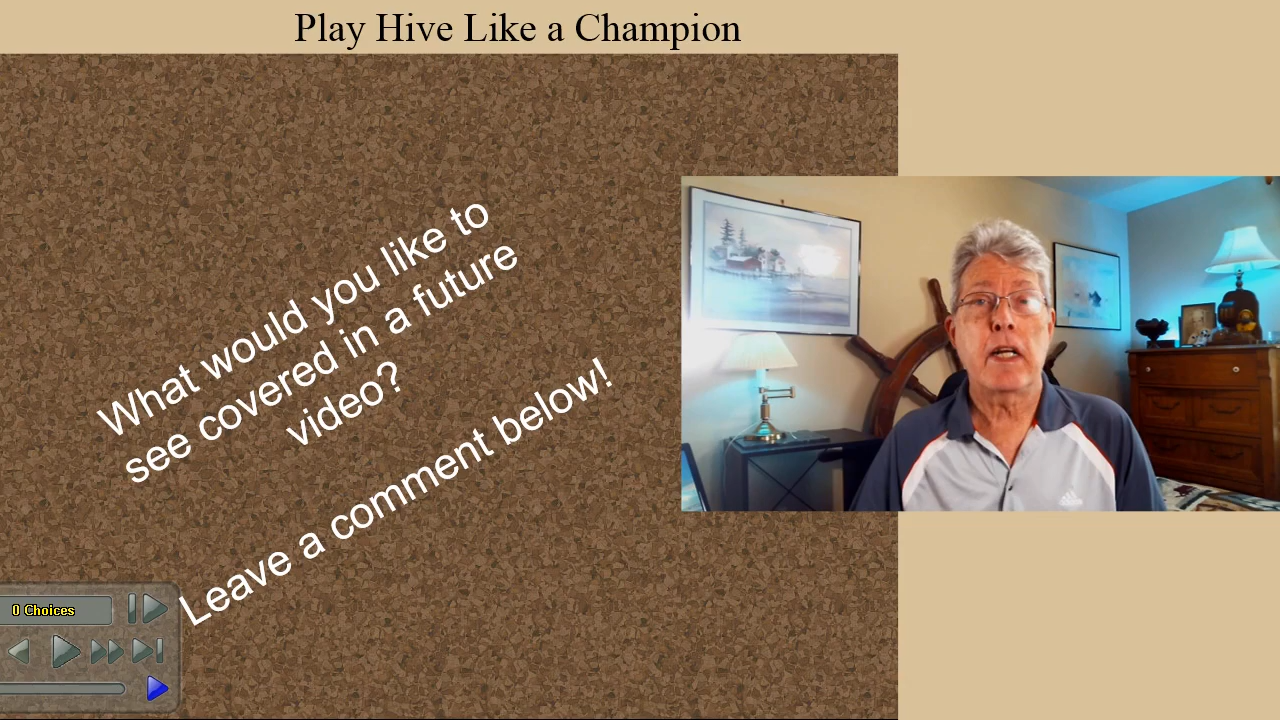 Play Hive Like a Champion
What would you like to
see covered in a future
video?
Leave a comment below!
0 Choices